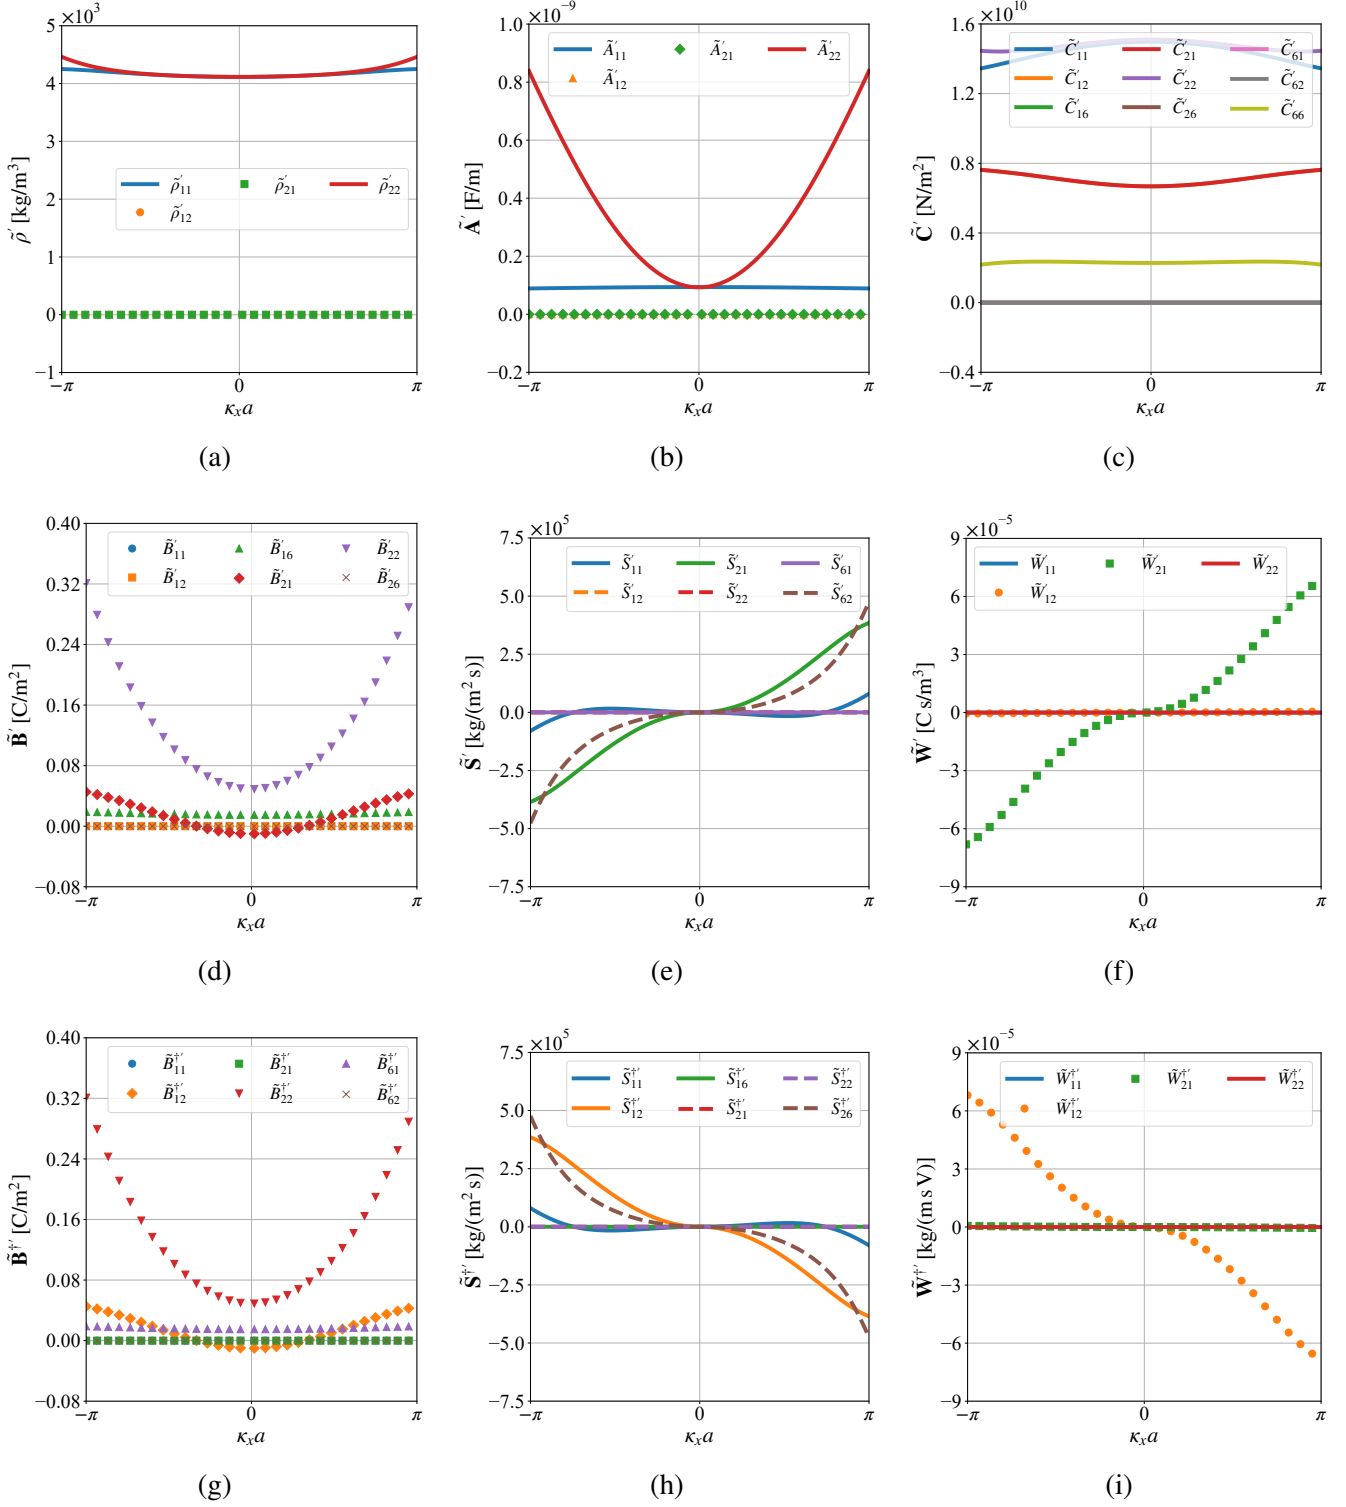 ×10³
5
4
3
2
1
0
−1
ρ̃′ [kg/m³]
ρ̃′₁₁ ρ̃′₂₁ ρ̃′₂₂
ρ̃′₁₂
−π 0 π
κₓa
(a)
×10⁻⁹
1.0
0.8
0.6
0.4
0.2
0.0
−0.2
Ã′ [F/m]
Ã′₁₁ Ã′₂₁ Ã′₂₂
Ã′₁₂
−π 0 π
κₓa
(b)
×10¹⁰
1.6
1.2
0.8
0.4
0.0
−0.4
C̃′ [N/m²]
C̃′₁₁ C̃′₂₁ C̃′₆₁
C̃′₁₂ C̃′₂₂ C̃′₆₂
C̃′₁₆ C̃′₂₆ C̃′₆₆
−π 0 π
κₓa
(c)
0.40
0.32
0.24
0.16
0.08
0.00
−0.08
B̃′ [C/m²]
B̃′₁₁ B̃′₁₆ B̃′₂₂
B̃′₁₂ B̃′₂₁ B̃′₂₆
−π 0 π
κₓa
(d)
×10⁵
7.5
5.0
2.5
0.0
−2.5
−5.0
−7.5
S̃′ [kg/(m² s)]
S̃′₁₁ S̃′₂₁ S̃′₆₁
S̃′₁₂ S̃′₂₂ S̃′₆₂
−π 0 π
κₓa
(e)
×10⁻⁵
9
6
3
0
−3
−6
−9
W̃′ [C s/m³]
W̃′₁₁ W̃′₂₁ W̃′₂₂
W̃′₁₂
−π 0 π
κₓa
(f)
0.40
0.32
0.24
0.16
0.08
0.00
−0.08
B̃†′ [C/m²]
B̃†′₁₁ B̃†′₂₁ B̃†′₆₁
B̃†′₁₂ B̃†′₂₂ B̃†′₆₂
−π 0 π
κₓa
(g)
×10⁵
7.5
5.0
2.5
0.0
−2.5
−5.0
−7.5
S̃†′ [kg/(m² s)]
S̃†′₁₁ S̃†′₁₆ S̃†′₂₂
S̃†′₁₂ S̃†′₂₁ S̃†′₂₆
−π 0 π
κₓa
(h)
×10⁻⁵
9
6
3
0
−3
−6
−9
W̃†′ [kg/(m s V)]
W̃†′₁₁ W̃†′₂₁ W̃†′₂₂
W̃†′₁₂
−π 0 π
κₓa
(i)